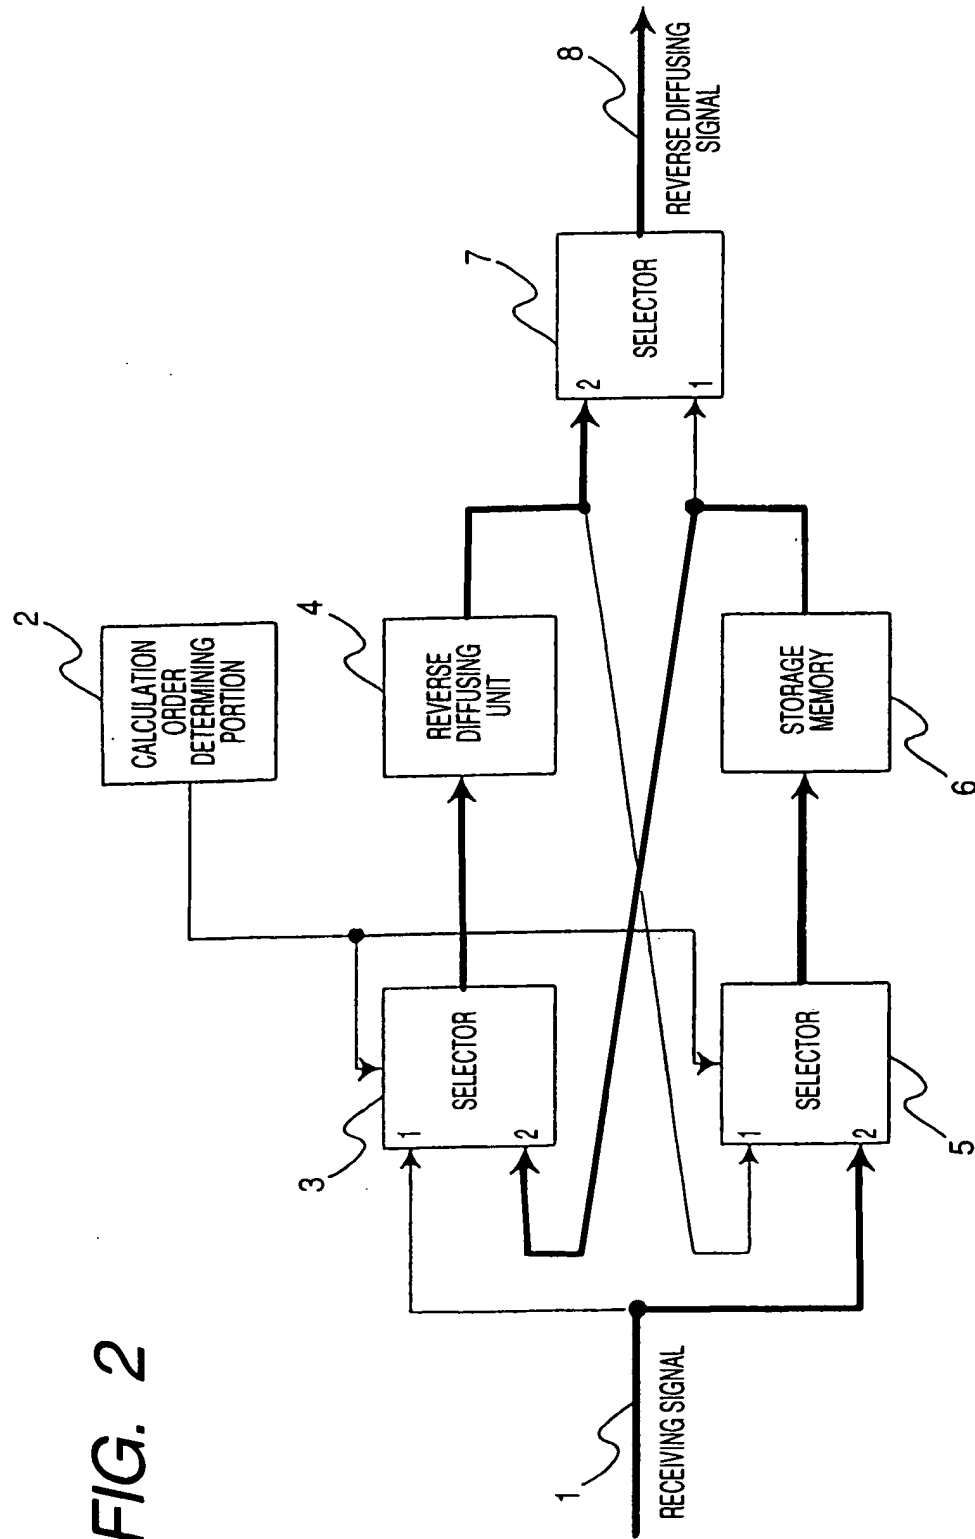 FIG. 2
2
CALCULATION
ORDER
DETERMINING
PORTION
3
1
2
SELECTOR
4
REVERSE
DIFFUSING
UNIT
7
2
1
SELECTOR
8
REVERSE DIFFUSING
SIGNAL
1
RECEIVING SIGNAL
1
2
SELECTOR
5
STORAGE
MEMORY
6